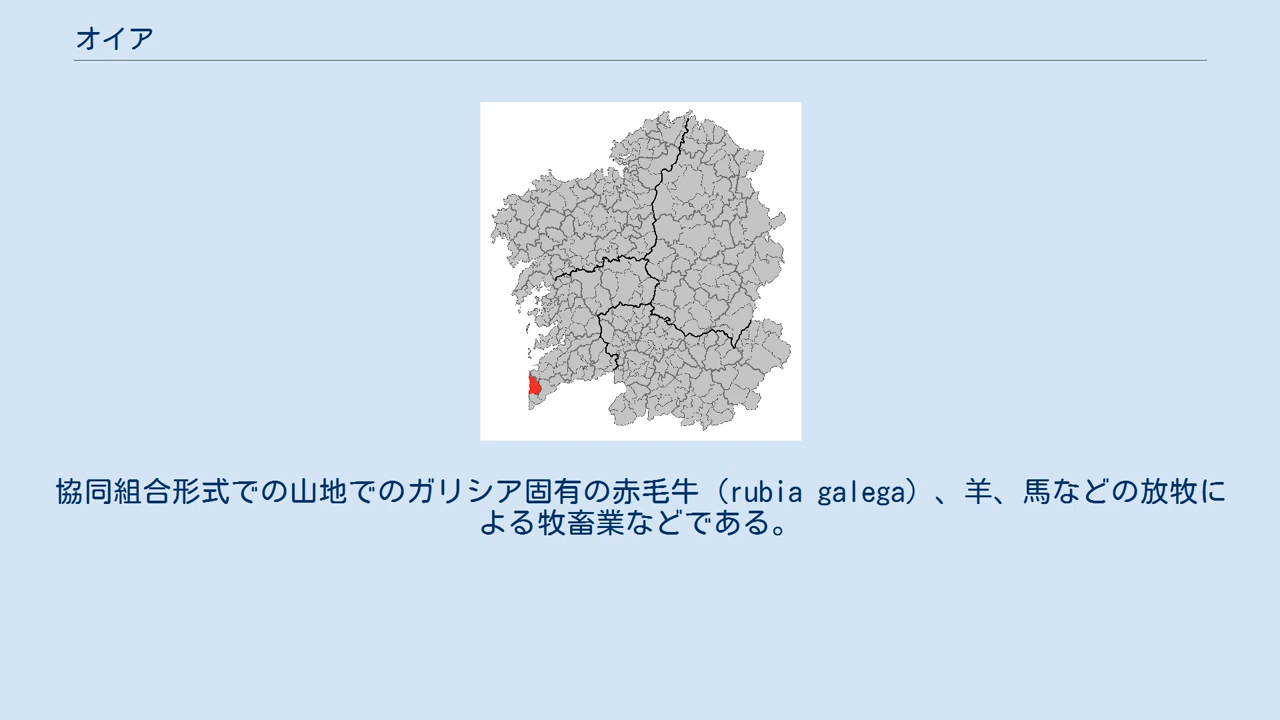 オイア
協同組合形式での山地でのガリシア固有の赤毛牛（rubia galega）、羊、馬などの放牧に
よる牧畜業などである。